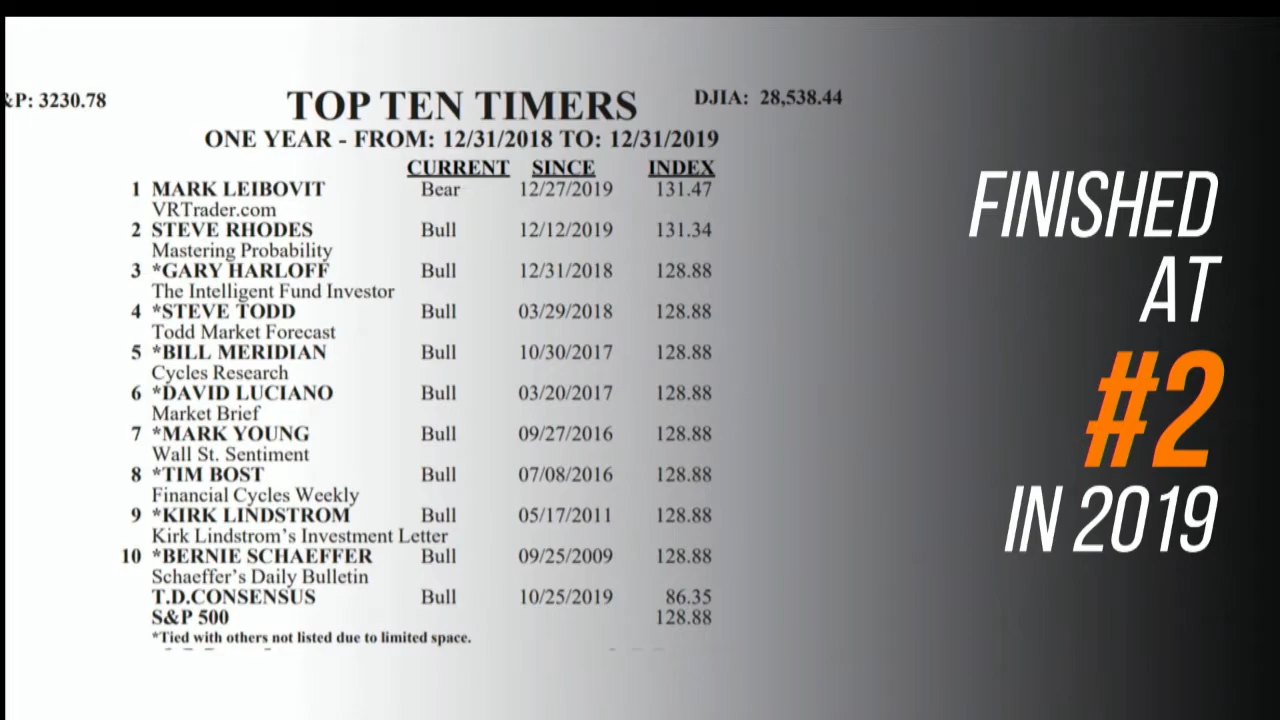 &P: 3230.78
TOP TEN TIMERS
DJIA: 28,538.44
ONE YEAR - FROM: 12/31/2018 TO: 12/31/2019
CURRENT SINCE INDEX
1 MARK LEIBOVIT Bear 12/27/2019 131.47
VRTrader.com
2 STEVE RHODES Bull 12/12/2019 131.34
Mastering Probability
3 *GARY HARLOFF Bull 12/31/2018 128.88
The Intelligent Fund Investor
4 *STEVE TODD Bull 03/29/2018 128.88
Todd Market Forecast
5 *BILL MERIDIAN Bull 10/30/2017 128.88
Cycles Research
6 *DAVID LUCIANO Bull 03/20/2017 128.88
Market Brief
7 *MARK YOUNG Bull 09/27/2016 128.88
Wall St. Sentiment
8 *TIM BOST Bull 07/08/2016 128.88
Financial Cycles Weekly
9 *KIRK LINDSTROM Bull 05/17/2011 128.88
Kirk Lindstrom's Investment Letter
10 *BERNIE SCHAEFFER Bull 09/25/2009 128.88
Schaeffer's Daily Bulletin
T.D.CONSENSUS Bull 10/25/2019 86.35
S&P 500 128.88
*Tied with others not listed due to limited space.
FINISHED
AT
#2
IN 2019